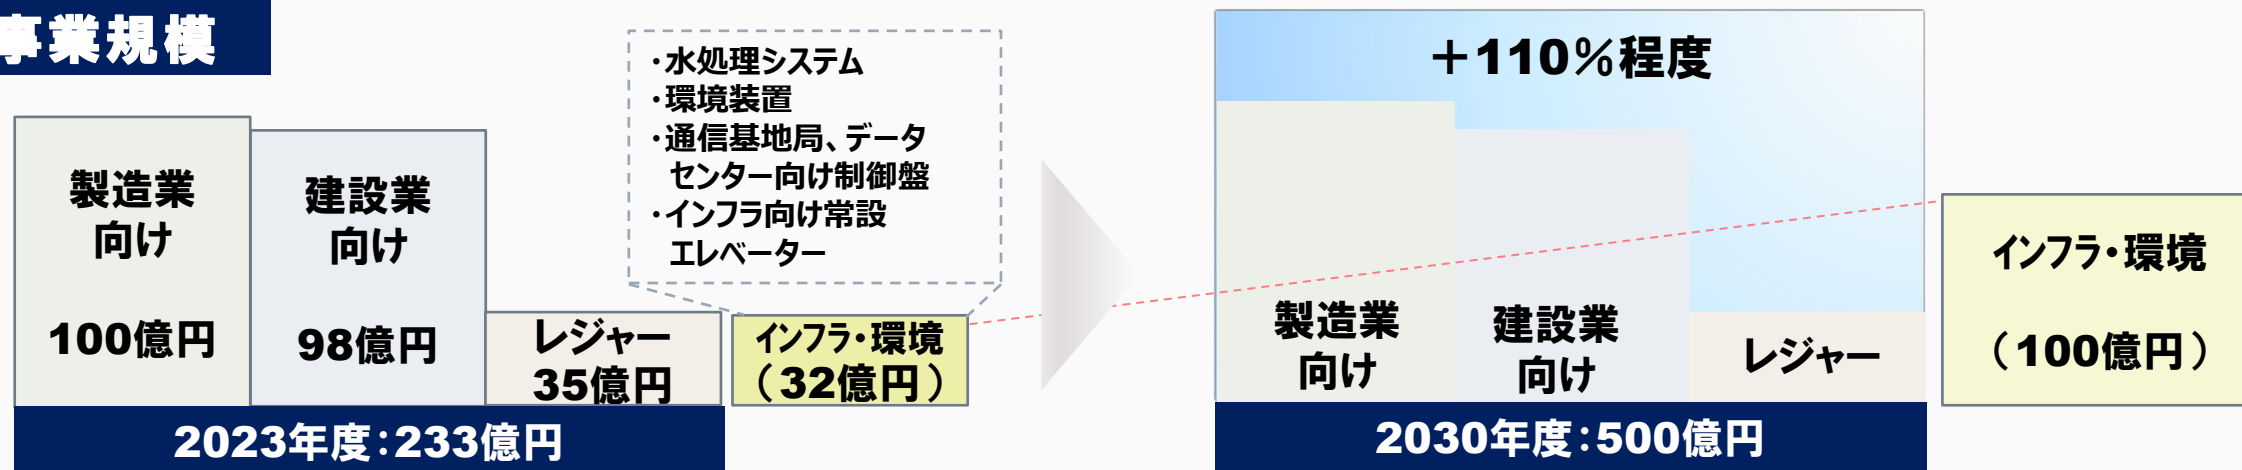 事業規模
製造業
向け
100億円
建設業
向け
98億円
レジャー
35億円
・水処理システム
・環境装置
・通信基地局、データ
センター向け制御盤
・インフラ向け常設
エレベーター
インフラ・環境
（32億円）
2023年度：233億円
＋110％程度
製造業
向け
建設業
向け
レジャー
2030年度：500億円
インフラ・環境
（100億円）